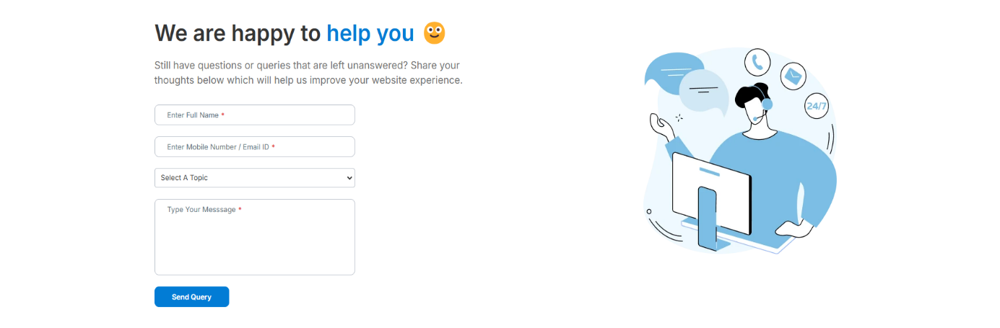 We are happy to help you
Still have questions or queries that are left unanswered? Share your
thoughts below which will help us improve your website experience.
Enter Full Name *
Enter Mobile Number / Email ID *
Select A Topic
Type Your Messsage *
Send Query
24/7